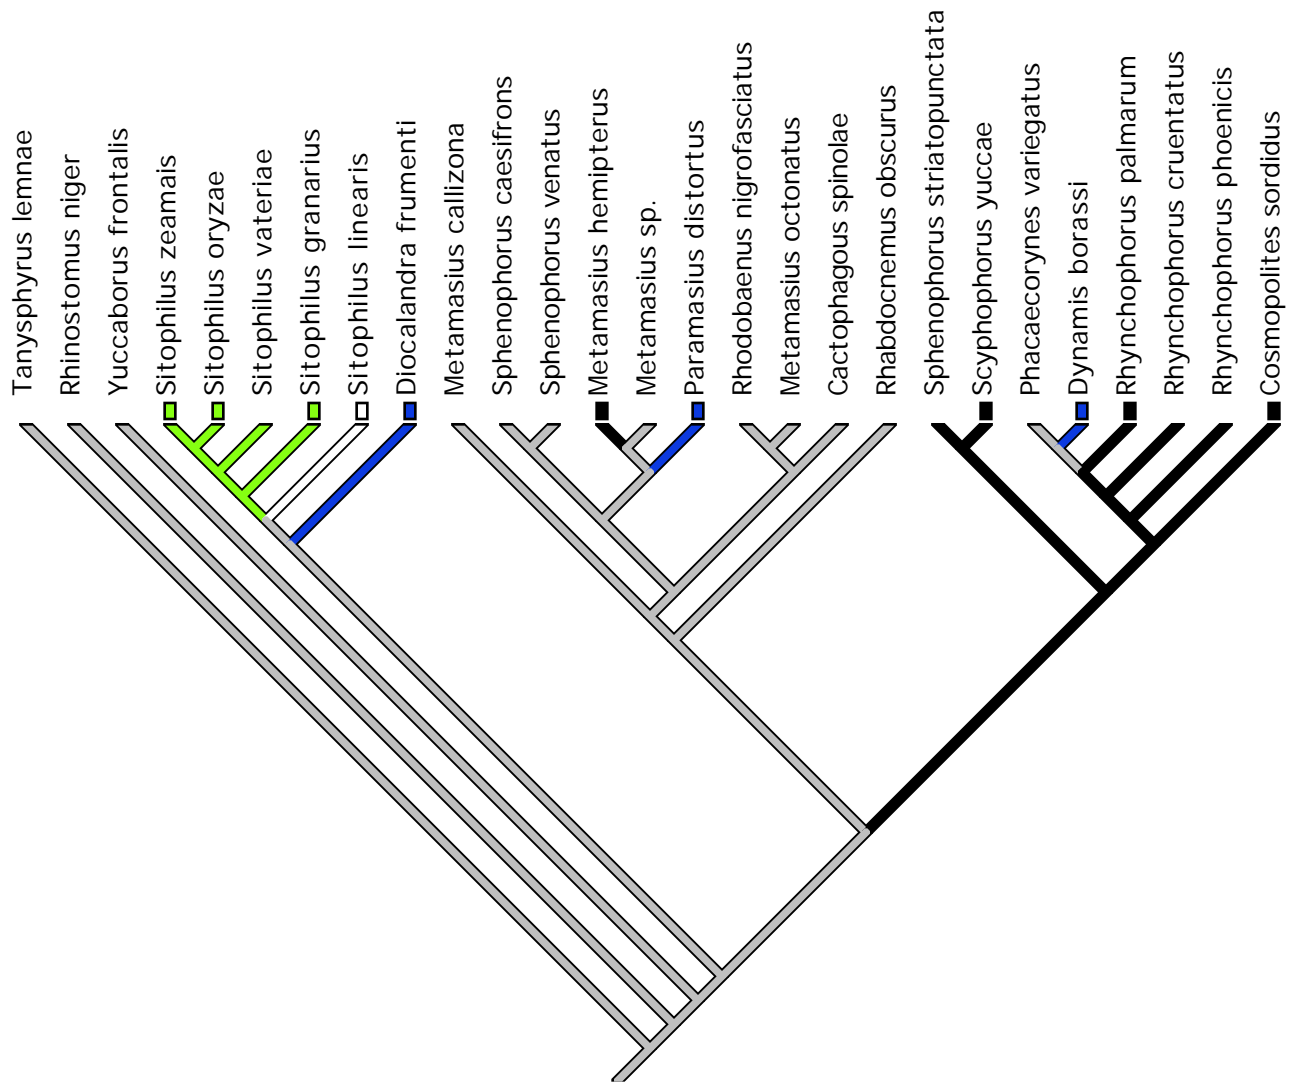 Tanysphyrus lemnae
Rhinostomus niger
Yuccaborus frontalis
Sitophilus zeamais
Sitophilus oryzae
Sitophilus vateriae
Sitophilus granarius
Sitophilus linearis
Diocalandra frumenti
Metamasius callizona
Sphenophorus caesifrons
Sphenophorus venatus
Metamasius hemipterus
Metamasius sp.
Paramasius distortus
Rhodobaenus nigrofasciatus
Metamasius octonatus
Cactophagous spinolae
Rhabdocnemus obscurus
Sphenophorus striatopunctata
Scyphophorus yuccae
Phacaecorynes variegatus
Dynamis borassi
Rhynchophorus palmarum
Rhynchophorus cruentatus
Rhynchophorus phoenicis
Cosmopolites sordidus